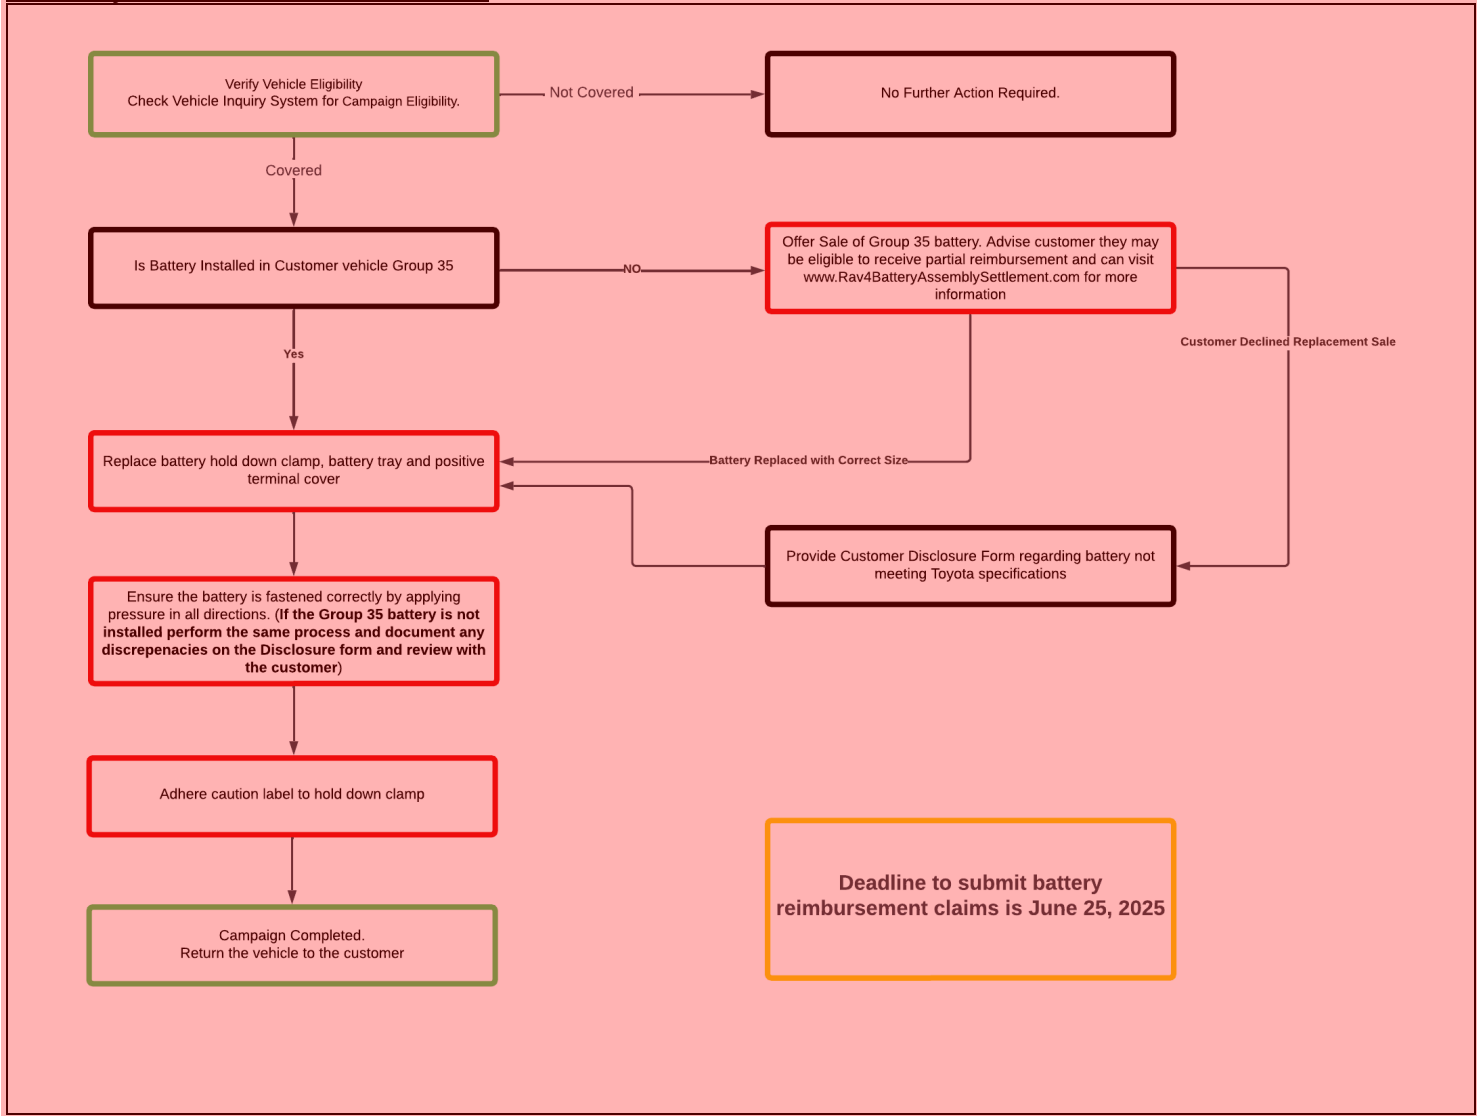 Verify Vehicle Eligibility
Check Vehicle Inquiry System for Campaign Eligibility.
Not Covered
No Further Action Required.
Covered
Is Battery Installed in Customer vehicle Group 35
NO
Offer Sale of Group 35 battery. Advise customer they may
be eligible to receive partial reimbursement and can visit
www.Rav4BatteryAssemblySettlement.com for more
information
Customer Declined Replacement Sale
Yes
Replace battery hold down clamp, battery tray and positive
terminal cover
Battery Replaced with Correct Size
Provide Customer Disclosure Form regarding battery not
meeting Toyota specifications
Ensure the battery is fastened correctly by applying
pressure in all directions. (If the Group 35 battery is not
installed perform the same process and document any
discrepenacies on the Disclosure form and review with
the customer)
Adhere caution label to hold down clamp
Deadline to submit battery
reimbursement claims is June 25, 2025
Campaign Completed.
Return the vehicle to the customer